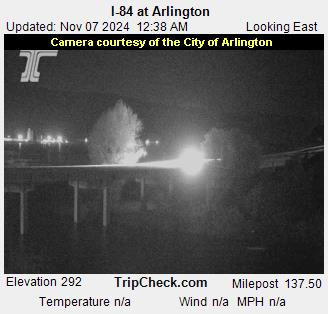 I-84 at Arlington
Updated: Nov 07 2024 12:38 AM Looking East
Camera courtesy of the City of Arlington
Elevation 292 TripCheck.com Milepost 137.50
Temperature n/a Wind n/a MPH n/a